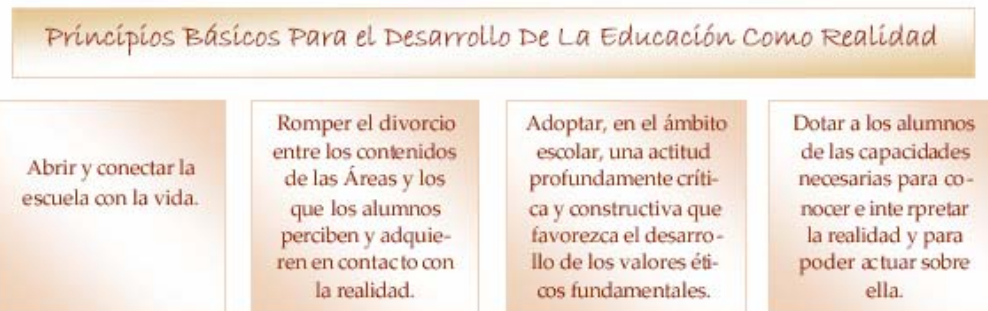 Principios Básicos Para el Desarrollo De La Educación Como Realidad
Abrir y conectar la
escuela con la vida.
Romper el divorcio
entre los contenidos
de las Áreas y los
que los alumnos
perciben y adquie-
ren en contacto con
la realidad.
Adoptar, en el ámbito
escolar, una actitud
profundamente críti-
ca y constructiva que
favorezca el desarro-
llo de los valores éti-
cos fundamentales.
Dotar a los alumnos
de las capacidades
necesarias para co-
nocer e inte rpretar
la realidad y para
poder actuar sobre
ella.